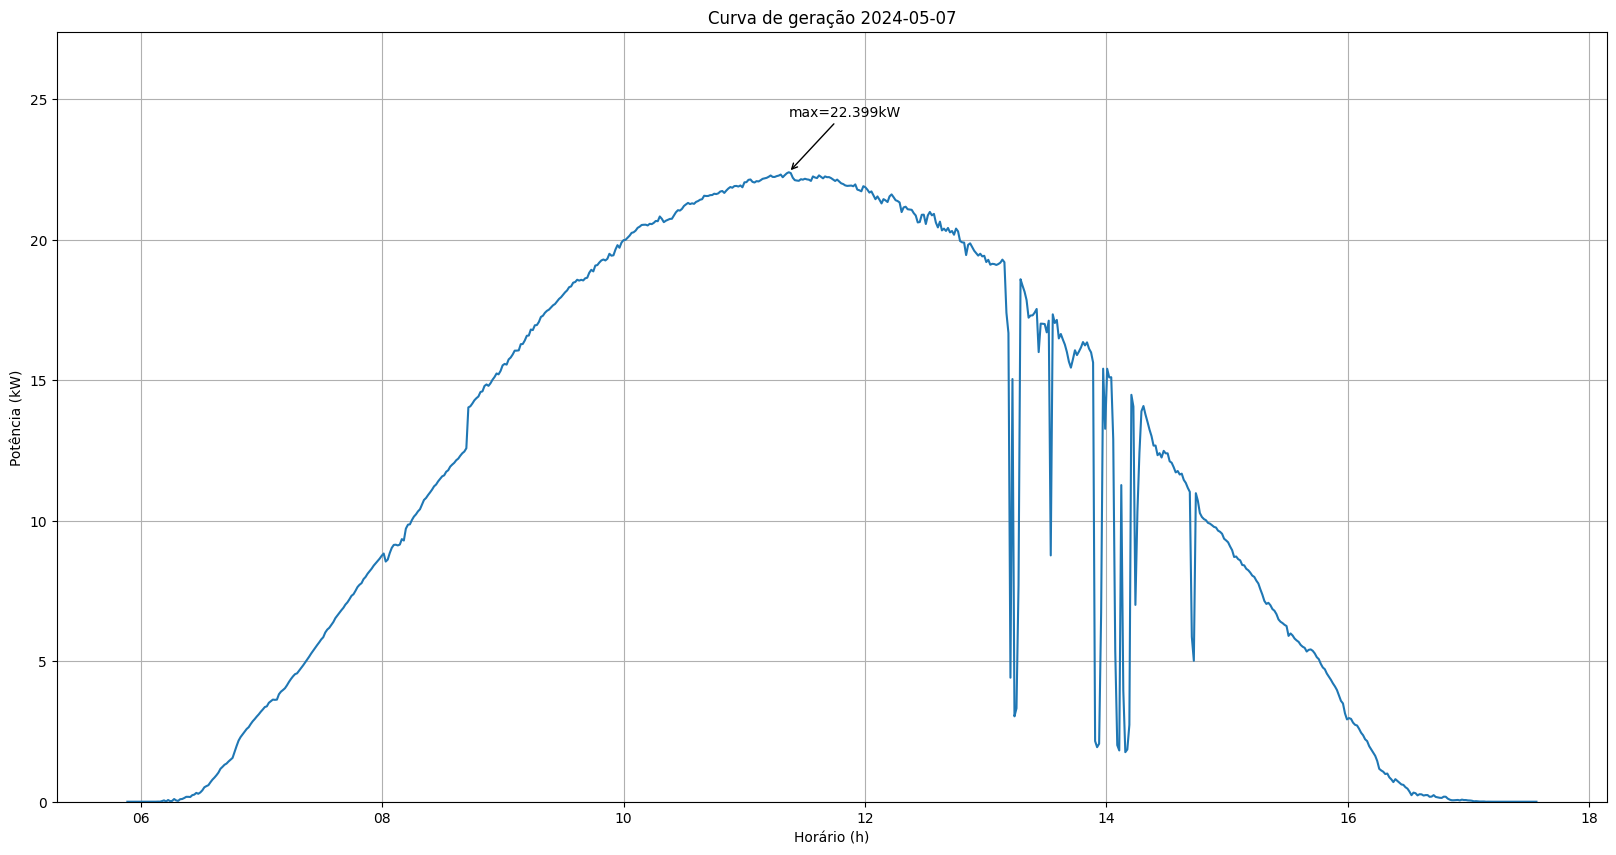 Curva de geração 2024-05-07
max=22.399kW
Potência (kW)
25
20
15
10
5
0
06 08 10 12 14 16 18
Horário (h)